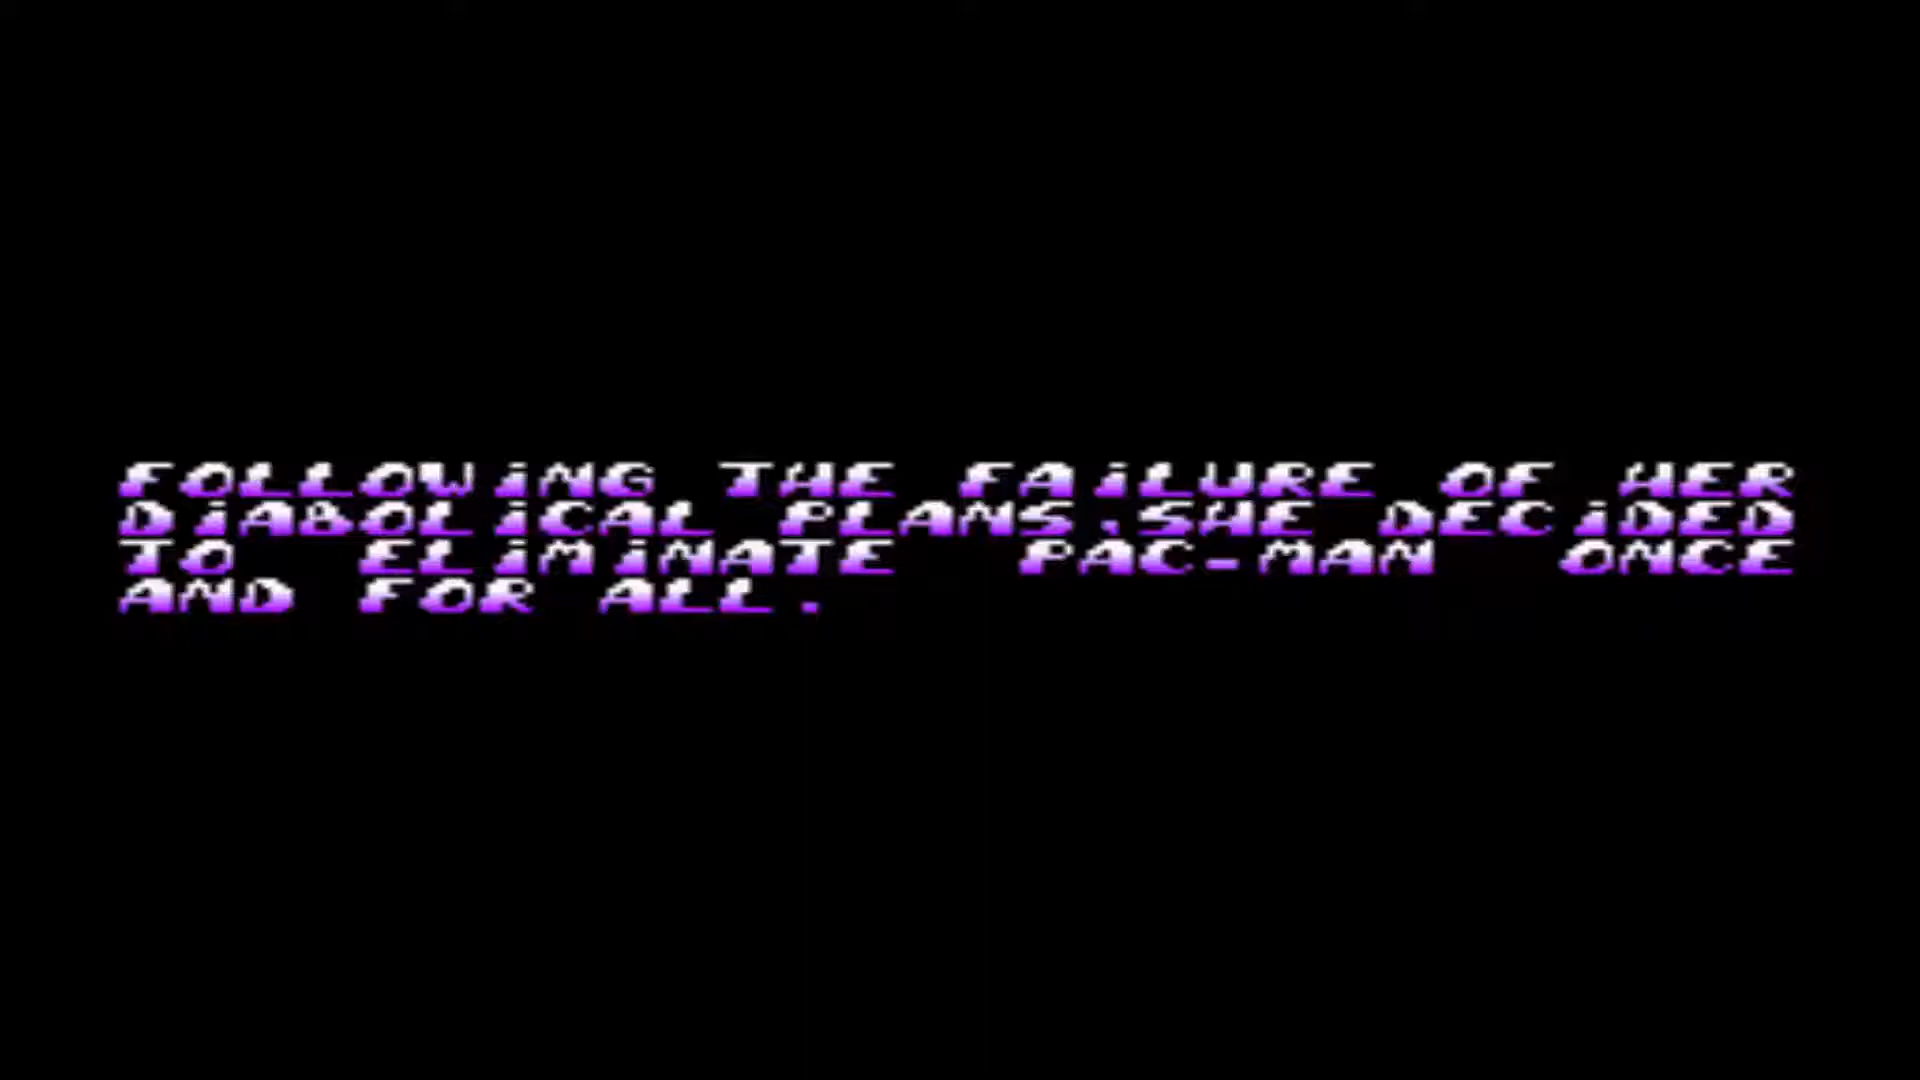 FOLLOWiNG THE FAiLURE OF HER
DiABOLiCAL PLANS,SHE DECiDED
TO ELiMiNATE PAC-MAN ONCE
AND FOR ALL.